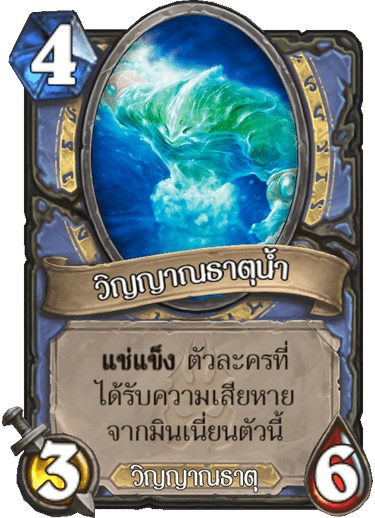 4
วิญญาณธาตุน้ำ
แช่แข็ง ตัวละครที่
ได้รับความเสียหาย
จากมินเนี่ยนตัวนี้
3
วิญญาณธาตุ
6